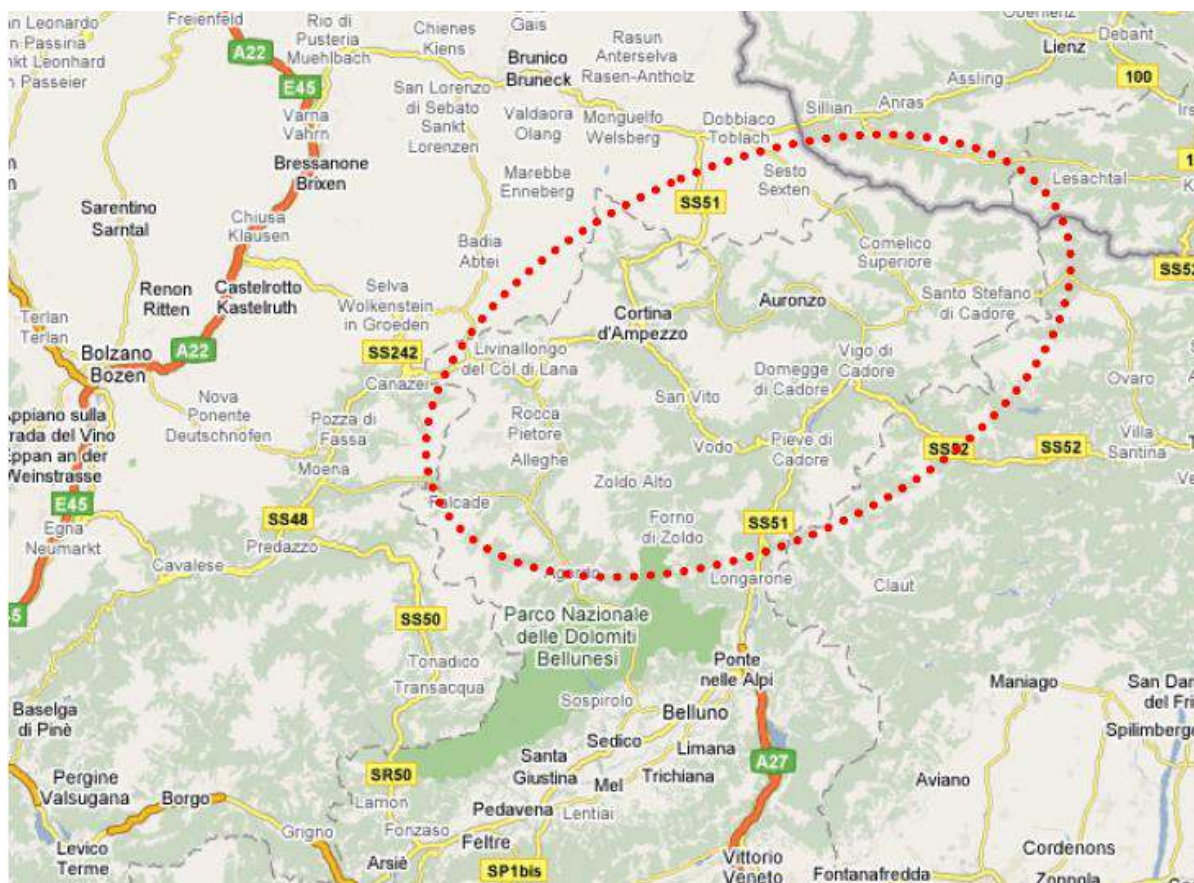 San Leonardo
in Passiria
Sankt Leonhard
in Passeier
Freienfeld
A22
E45
Rio di
Pusteria
Muehlbach
Chienes
Kiens
Gais
Brunico
Bruneck
Rasun
Anterselva
Rasen-Antholz
Lienz
Debant
100
Assling
Anras
Sillian
Varna
Vahrn
San Lorenzo
di Sebato
Sankt
Lorenzen
Valdaora
Olang
Monguelfo
Welsberg
Dobbiaco
Toblach
Bressanone
Brixen
Marebbe
Enneberg
SS51
Sesto
Sexten
Lesachtal
Sarentino
Sarntal
Chiusa
Klausen
Badia
Abtei
Comelico
Superiore
SS52
Renon
Ritten
Castelrotto
Kastelruth
Selva
Wolkenstein
in Groeden
Cortina
d'Ampezzo
Auronzo
Santo Stefano
di Cadore
Terlan
Terlan
Bolzano
Bozen
A22
SS242
Canazei
Livinallongo
del Col di Lana
Vigo di
Cadore
Domegge
di Cadore
Ovaro
Nova
Ponente
Deutschnofen
Pozza di
Fassa
San Vito
Appiano sulla
Strada del Vino
Eppan an der
Weinstrasse
Rocca
Pietore
Alleghe
Vodo
Pieve di
Cadore
SS52
SS52
Villa
Santina
Moena
Zoldo Alto
E45
Egna
Neumarkt
SS48
Falcade
Forno
di Zoldo
SS51
Predazzo
Cavalese
Agordo
Longarone
Claut
SS50
Parco Nazionale
delle Dolomiti
Bellunesi
Tonadico
Transacqua
Ponte
nelle Alpi
Maniago
San Dan
del Fri
Spilimbergo
Baselga
di Pinè
Sospirolo
Belluno
Sedico
Limana
Santa
Giustina
Mel
Trichiana
A27
SR50
Aviano
Pergine
Valsugana
Borgo
Lamon
Pedavena
Lentiai
Grigno
Fonzaso
Feltre
Levico
Terme
Arsiè
SP1bis
Vittorio
Veneto
Cordenons
Fontanafredda
Zoppola